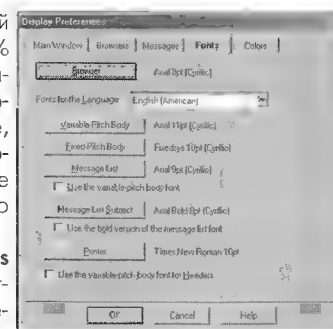 Display Preferences
Main Window Browsers Messages Fonts Colors
Browser Arial 9pt (Cyrillic)
Fonts for the Language English (American)
Variable-Pitch Body Arial 11pt (Cyrillic)
Fixed-Pitch Body Fixedsys 10pt (Cyrillic)
Message List Arial 9pt (Cyrillic)
Use the variable-pitch body font
Message List Subject Arial Bold 9pt (Cyrillic)
Use the bold version of the message list font
Printer Times New Roman 10pt
Use the variable-pitch body font for Headers
OK Cancel Help